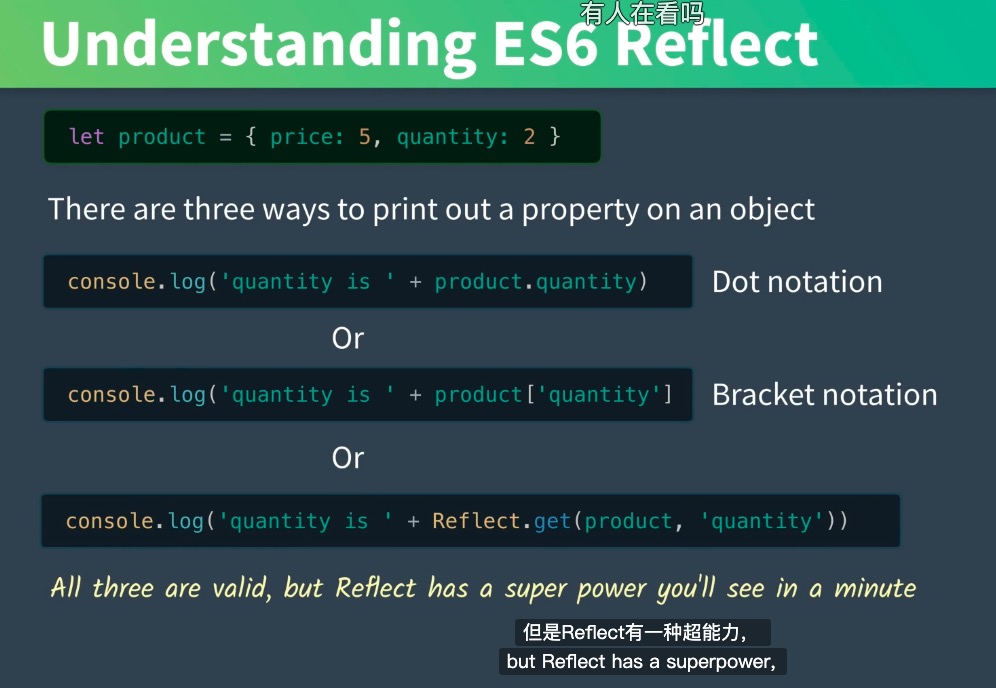 有人在看吗
Understanding ES6 Reflect
let product = { price: 5, quantity: 2 }
There are three ways to print out a property on an object
console.log('quantity is ' + product.quantity)
Dot notation
Or
console.log('quantity is ' + product['quantity']
Bracket notation
Or
console.log('quantity is ' + Reflect.get(product, 'quantity'))
All three are valid, but Reflect has a super power you'll see in a minute
但是Reflect有一种超能力，
but Reflect has a superpower,